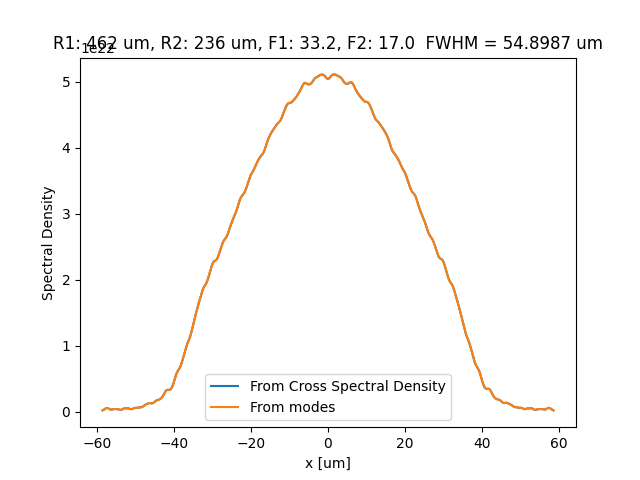 R1: 462 um, R2: 236 um, F1: 33.2, F2: 17.0  FWHM = 54.8987 um
1e22
5
4
3
2
1
0
Spectral Density
From Cross Spectral Density
From modes
−60 −40 −20 0 20 40 60
x [um]